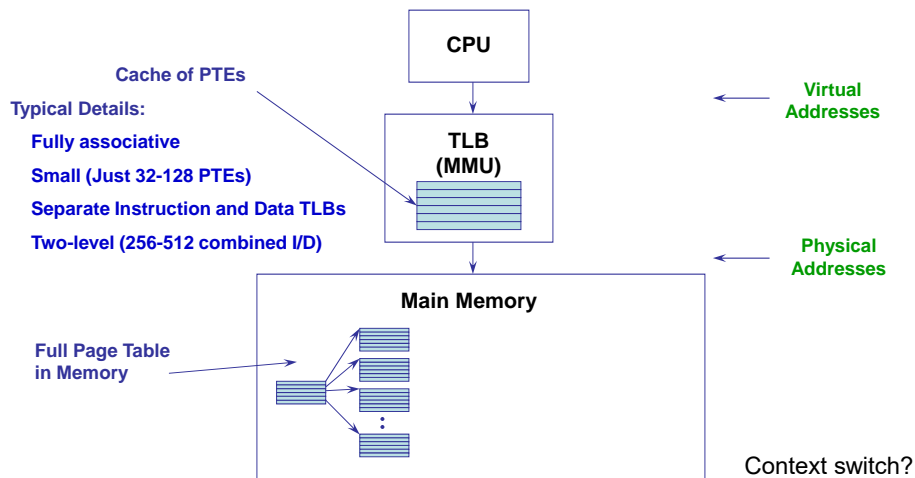 CPU
Cache of PTEs
Virtual
Addresses
Typical Details:
Fully associative
TLB
(MMU)
Small (Just 32-128 PTEs)
Separate Instruction and Data TLBs
Two-level (256-512 combined I/D)
Physical
Addresses
Main Memory
Full Page Table
in Memory
Context switch?